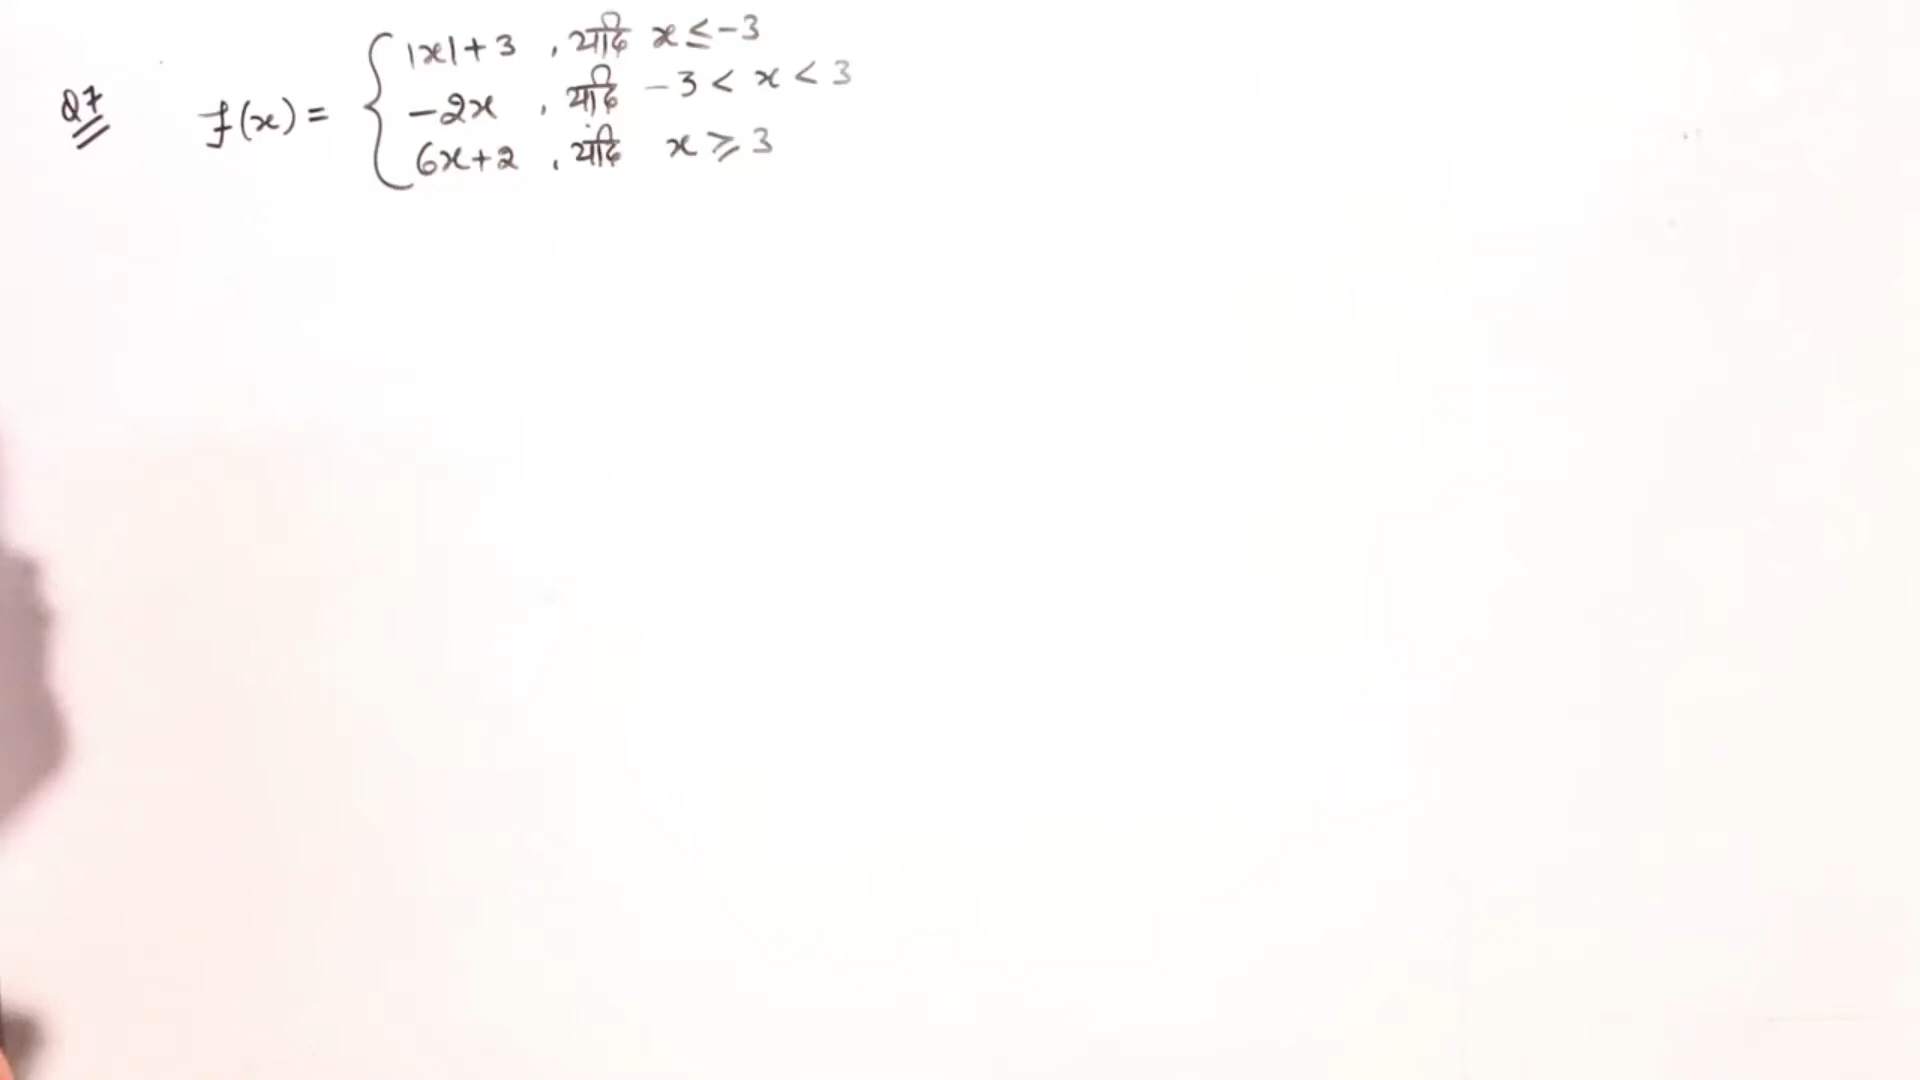 |x|+3 , यदि x ≤ -3
Q7 f(x) = { -2x , यदि -3 < x < 3
6x+2 , यदि x ≥ 3